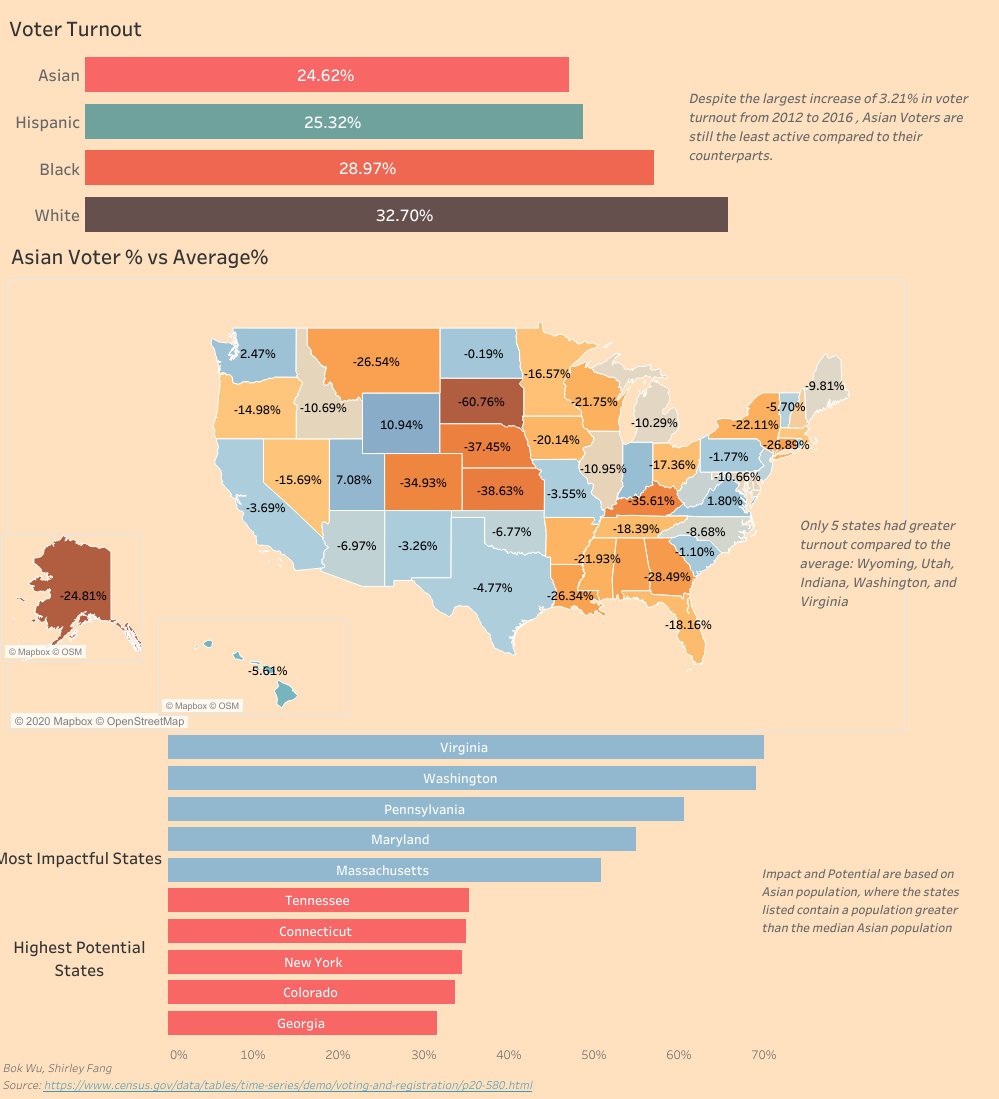 Voter Turnout
Asian
24.62%
Hispanic
25.32%
Black
28.97%
White
32.70%
Despite the largest increase of 3.21% in voter
turnout from 2012 to 2016 , Asian Voters are
still the least active compared to their
counterparts.
Asian Voter % vs Average%
2.47%
-26.54%
-0.19%
-16.57%
-9.81%
-14.98%
-10.69%
-60.76%
-21.75%
-5.70%
10.94%
-10.29%
-22.11%
-20.14%
-26.89%
-37.45%
-1.77%
-15.69%
7.08%
-34.93%
-38.63%
-3.55%
-10.95%
-17.36%
-10.66%
-3.69%
-35.61%
1.80%
-6.97%
-3.26%
-6.77%
-18.39%
-8.68%
-1.10%
-4.77%
-21.93%
-28.49%
-26.34%
-18.16%
-24.81%
-5.61%
Only 5 states had greater
turnout compared to the
average: Wyoming, Utah,
Indiana, Washington, and
Virginia
© Mapbox © OSM
© Mapbox © OSM
© 2020 Mapbox © OpenStreetMap
Virginia
Washington
Pennsylvania
Maryland
Most Impactful States
Massachusetts
Tennessee
Connecticut
Highest Potential
States
New York
Colorado
Georgia
Impact and Potential are based on
Asian population, where the states
listed contain a population greater
than the median Asian population
0%
10%
20%
30%
40%
50%
60%
70%
Bok Wu, Shirley Fang
Source: https://www.census.gov/data/tables/time-series/demo/voting-and-registration/p20-580.html